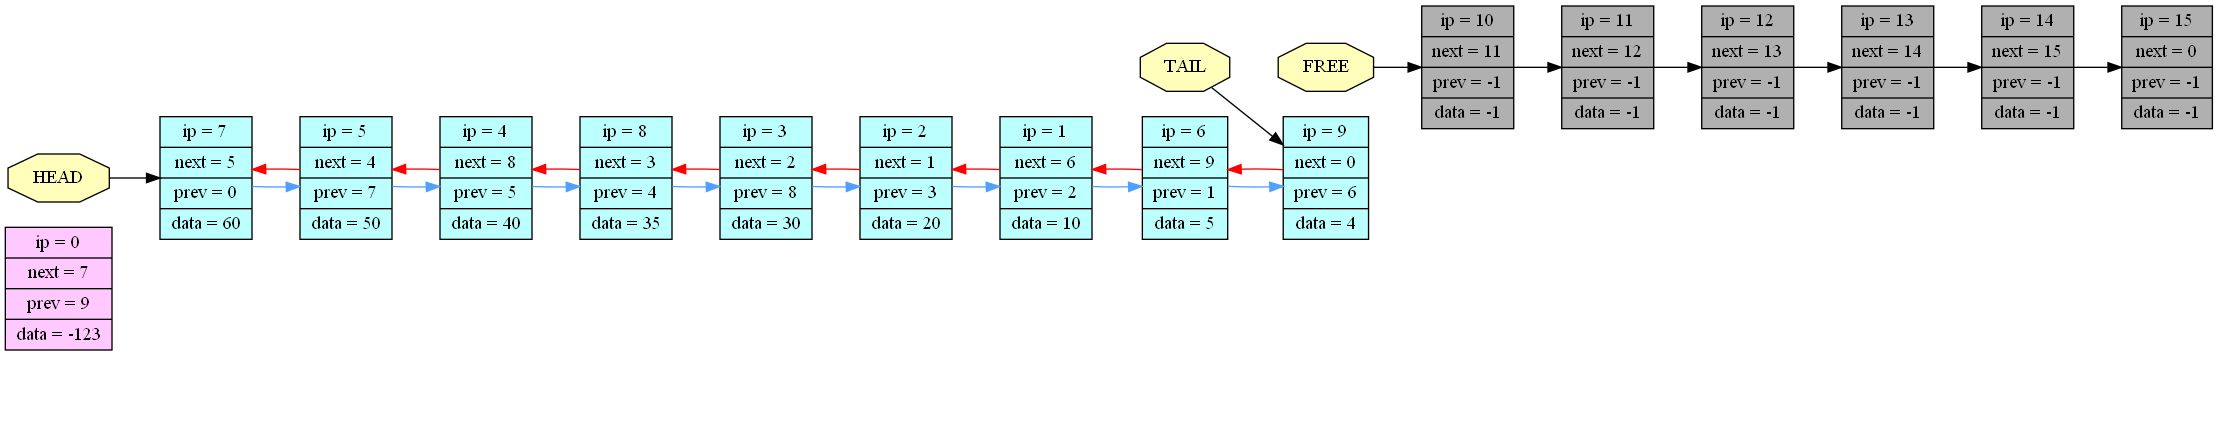 HEAD
ip = 7
next = 5
prev = 0
data = 60
ip = 5
next = 4
prev = 7
data = 50
ip = 4
next = 8
prev = 5
data = 40
ip = 8
next = 3
prev = 4
data = 35
ip = 3
next = 2
prev = 8
data = 30
ip = 2
next = 1
prev = 3
data = 20
ip = 1
next = 6
prev = 2
data = 10
ip = 6
next = 9
prev = 1
data = 5
ip = 9
next = 0
prev = 6
data = 4
TAIL
FREE
ip = 10
next = 11
prev = -1
data = -1
ip = 11
next = 12
prev = -1
data = -1
ip = 12
next = 13
prev = -1
data = -1
ip = 13
next = 14
prev = -1
data = -1
ip = 14
next = 15
prev = -1
data = -1
ip = 15
next = 0
prev = -1
data = -1
ip = 0
next = 7
prev = 9
data = -123